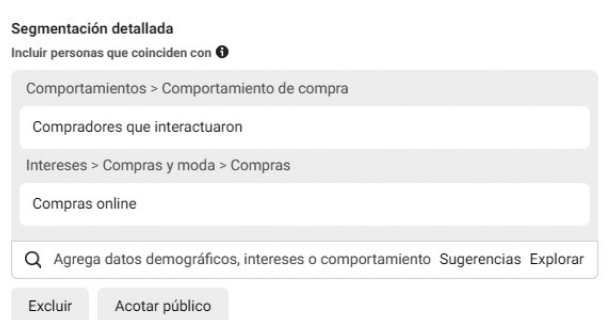 Segmentación detallada
Incluir personas que coinciden con
Comportamientos > Comportamiento de compra
Compradores que interactuaron
Intereses > Compras y moda > Compras
Compras online
Agrega datos demográficos, intereses o comportamiento Sugerencias Explorar
Excluir Acotar público